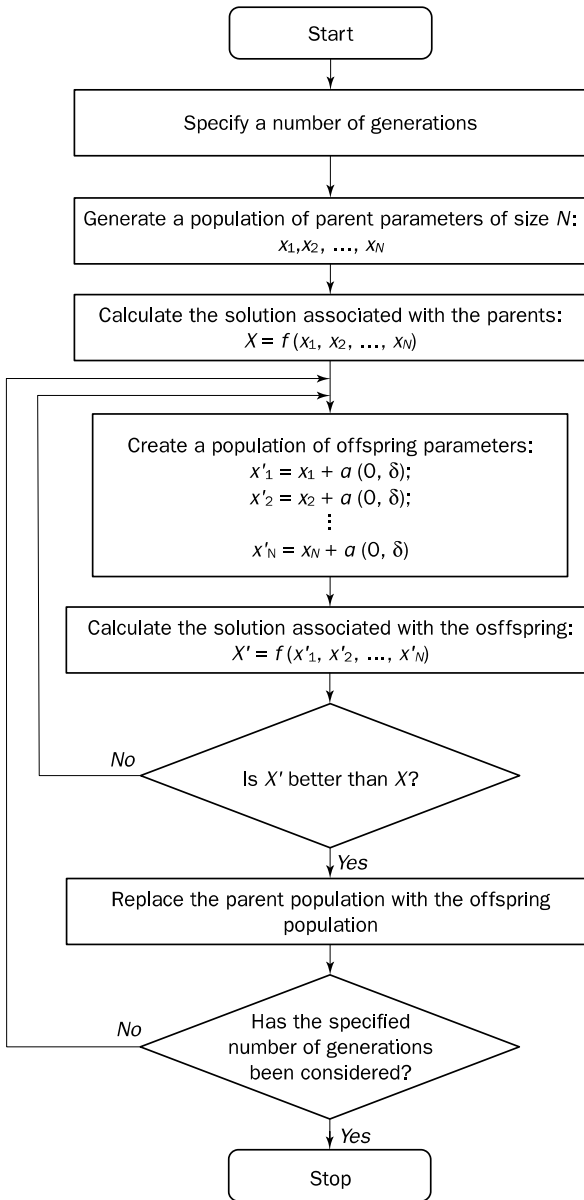 Start
Specify a number of generations
Generate a population of parent parameters of size N:
x1,x2, ..., xN
Calculate the solution associated with the parents:
X = f (x1, x2, ..., xN)
Create a population of offspring parameters:
x'1 = x1 + a (0, δ);
x'2 = x2 + a (0, δ);
⋮
x'N = xN + a (0, δ)
Calculate the solution associated with the osffspring:
X' = f (x'1, x'2, ..., x'N)
No
Is X' better than X?
Yes
Replace the parent population with the offspring
population
No
Has the specified
number of generations
been considered?
Yes
Stop